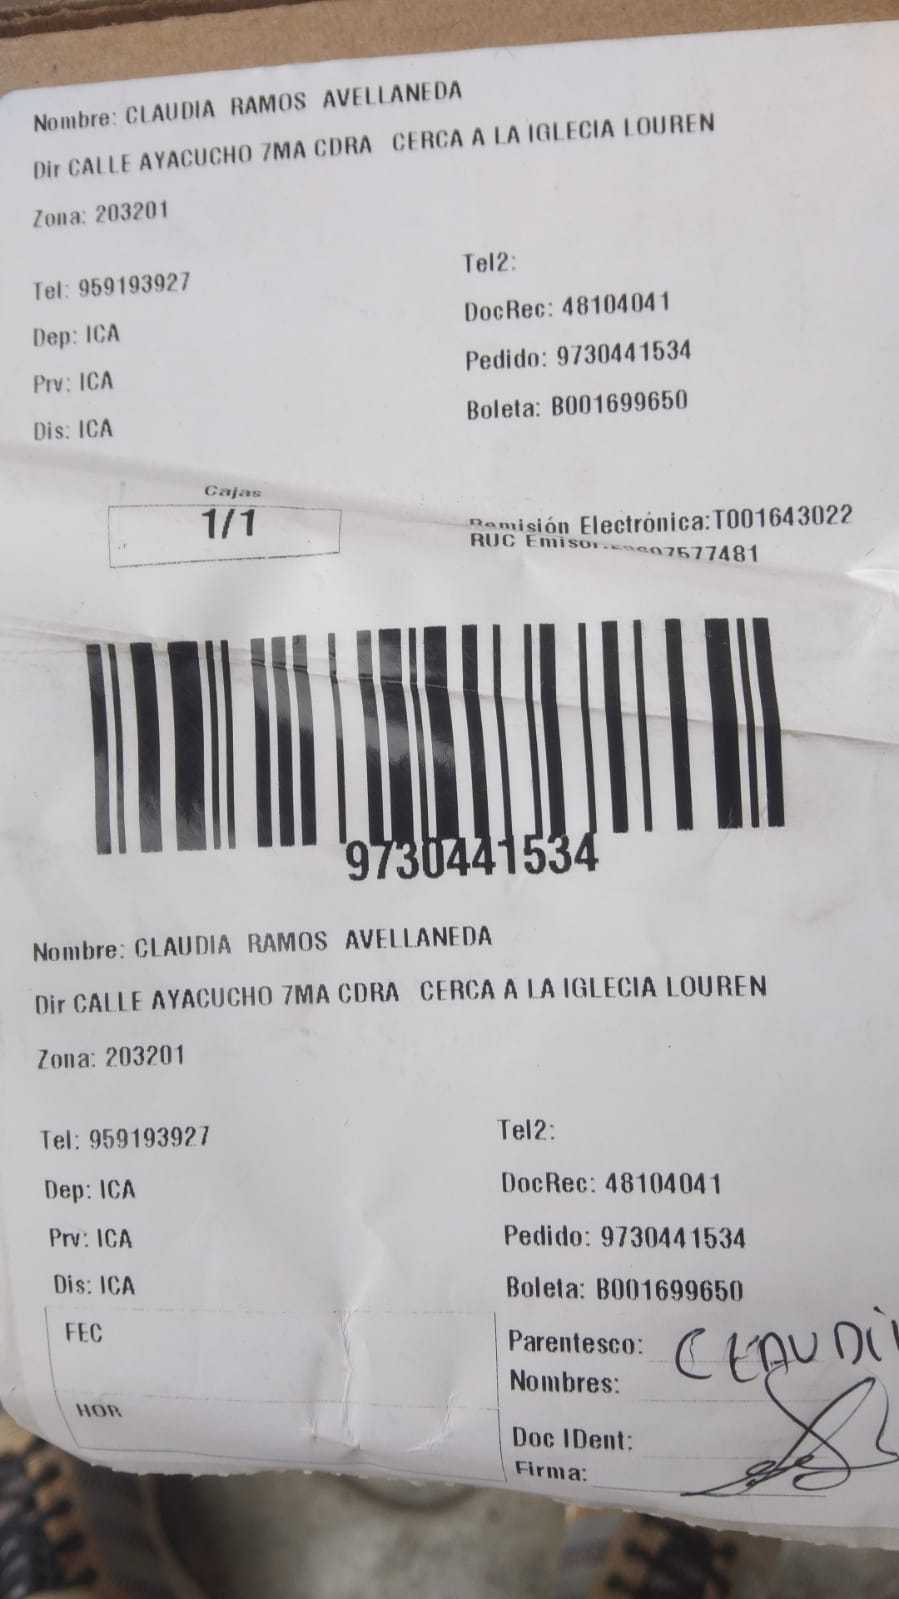 Nombre: CLAUDIA RAMOS AVELLANEDA
Dir CALLE AYACUCHO 7MA CDRA CERCA A LA IGLECIA LOUREN
Zona: 203201
Tel: 959193927
Tel2:
Dep: ICA
DocRec: 48104041
Prv: ICA
Pedido: 9730441534
Dis: ICA
Boleta: B001699650
Cajas
1/1
Remisión Electrónica:T001643022
RUC Emisor:
9730441534
Nombre: CLAUDIA RAMOS AVELLANEDA
Dir CALLE AYACUCHO 7MA CDRA CERCA A LA IGLECIA LOUREN
Zona: 203201
Tel: 959193927
Tel2:
Dep: ICA
DocRec: 48104041
Prv: ICA
Pedido: 9730441534
Dis: ICA
Boleta: B001699650
FEC
Parentesco: CLAUDI
Nombres:
HOR
Doc IDent:
Firma: